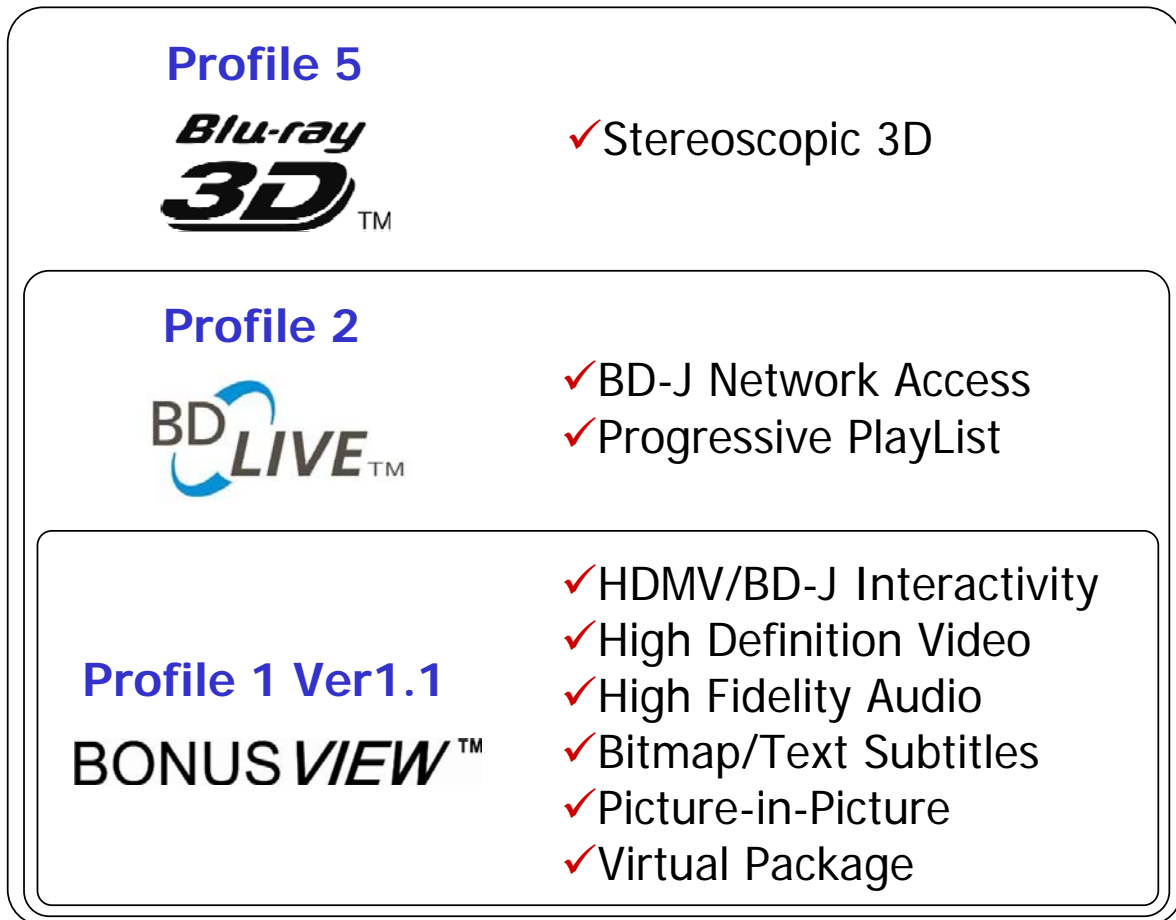 Profile 5
Blu-ray
3D TM
✓Stereoscopic 3D
Profile 2
BD LIVE TM
✓BD-J Network Access
✓Progressive PlayList
Profile 1 Ver1.1
BONUSVIEW™
✓HDMV/BD-J Interactivity
✓High Definition Video
✓High Fidelity Audio
✓Bitmap/Text Subtitles
✓Picture-in-Picture
✓Virtual Package